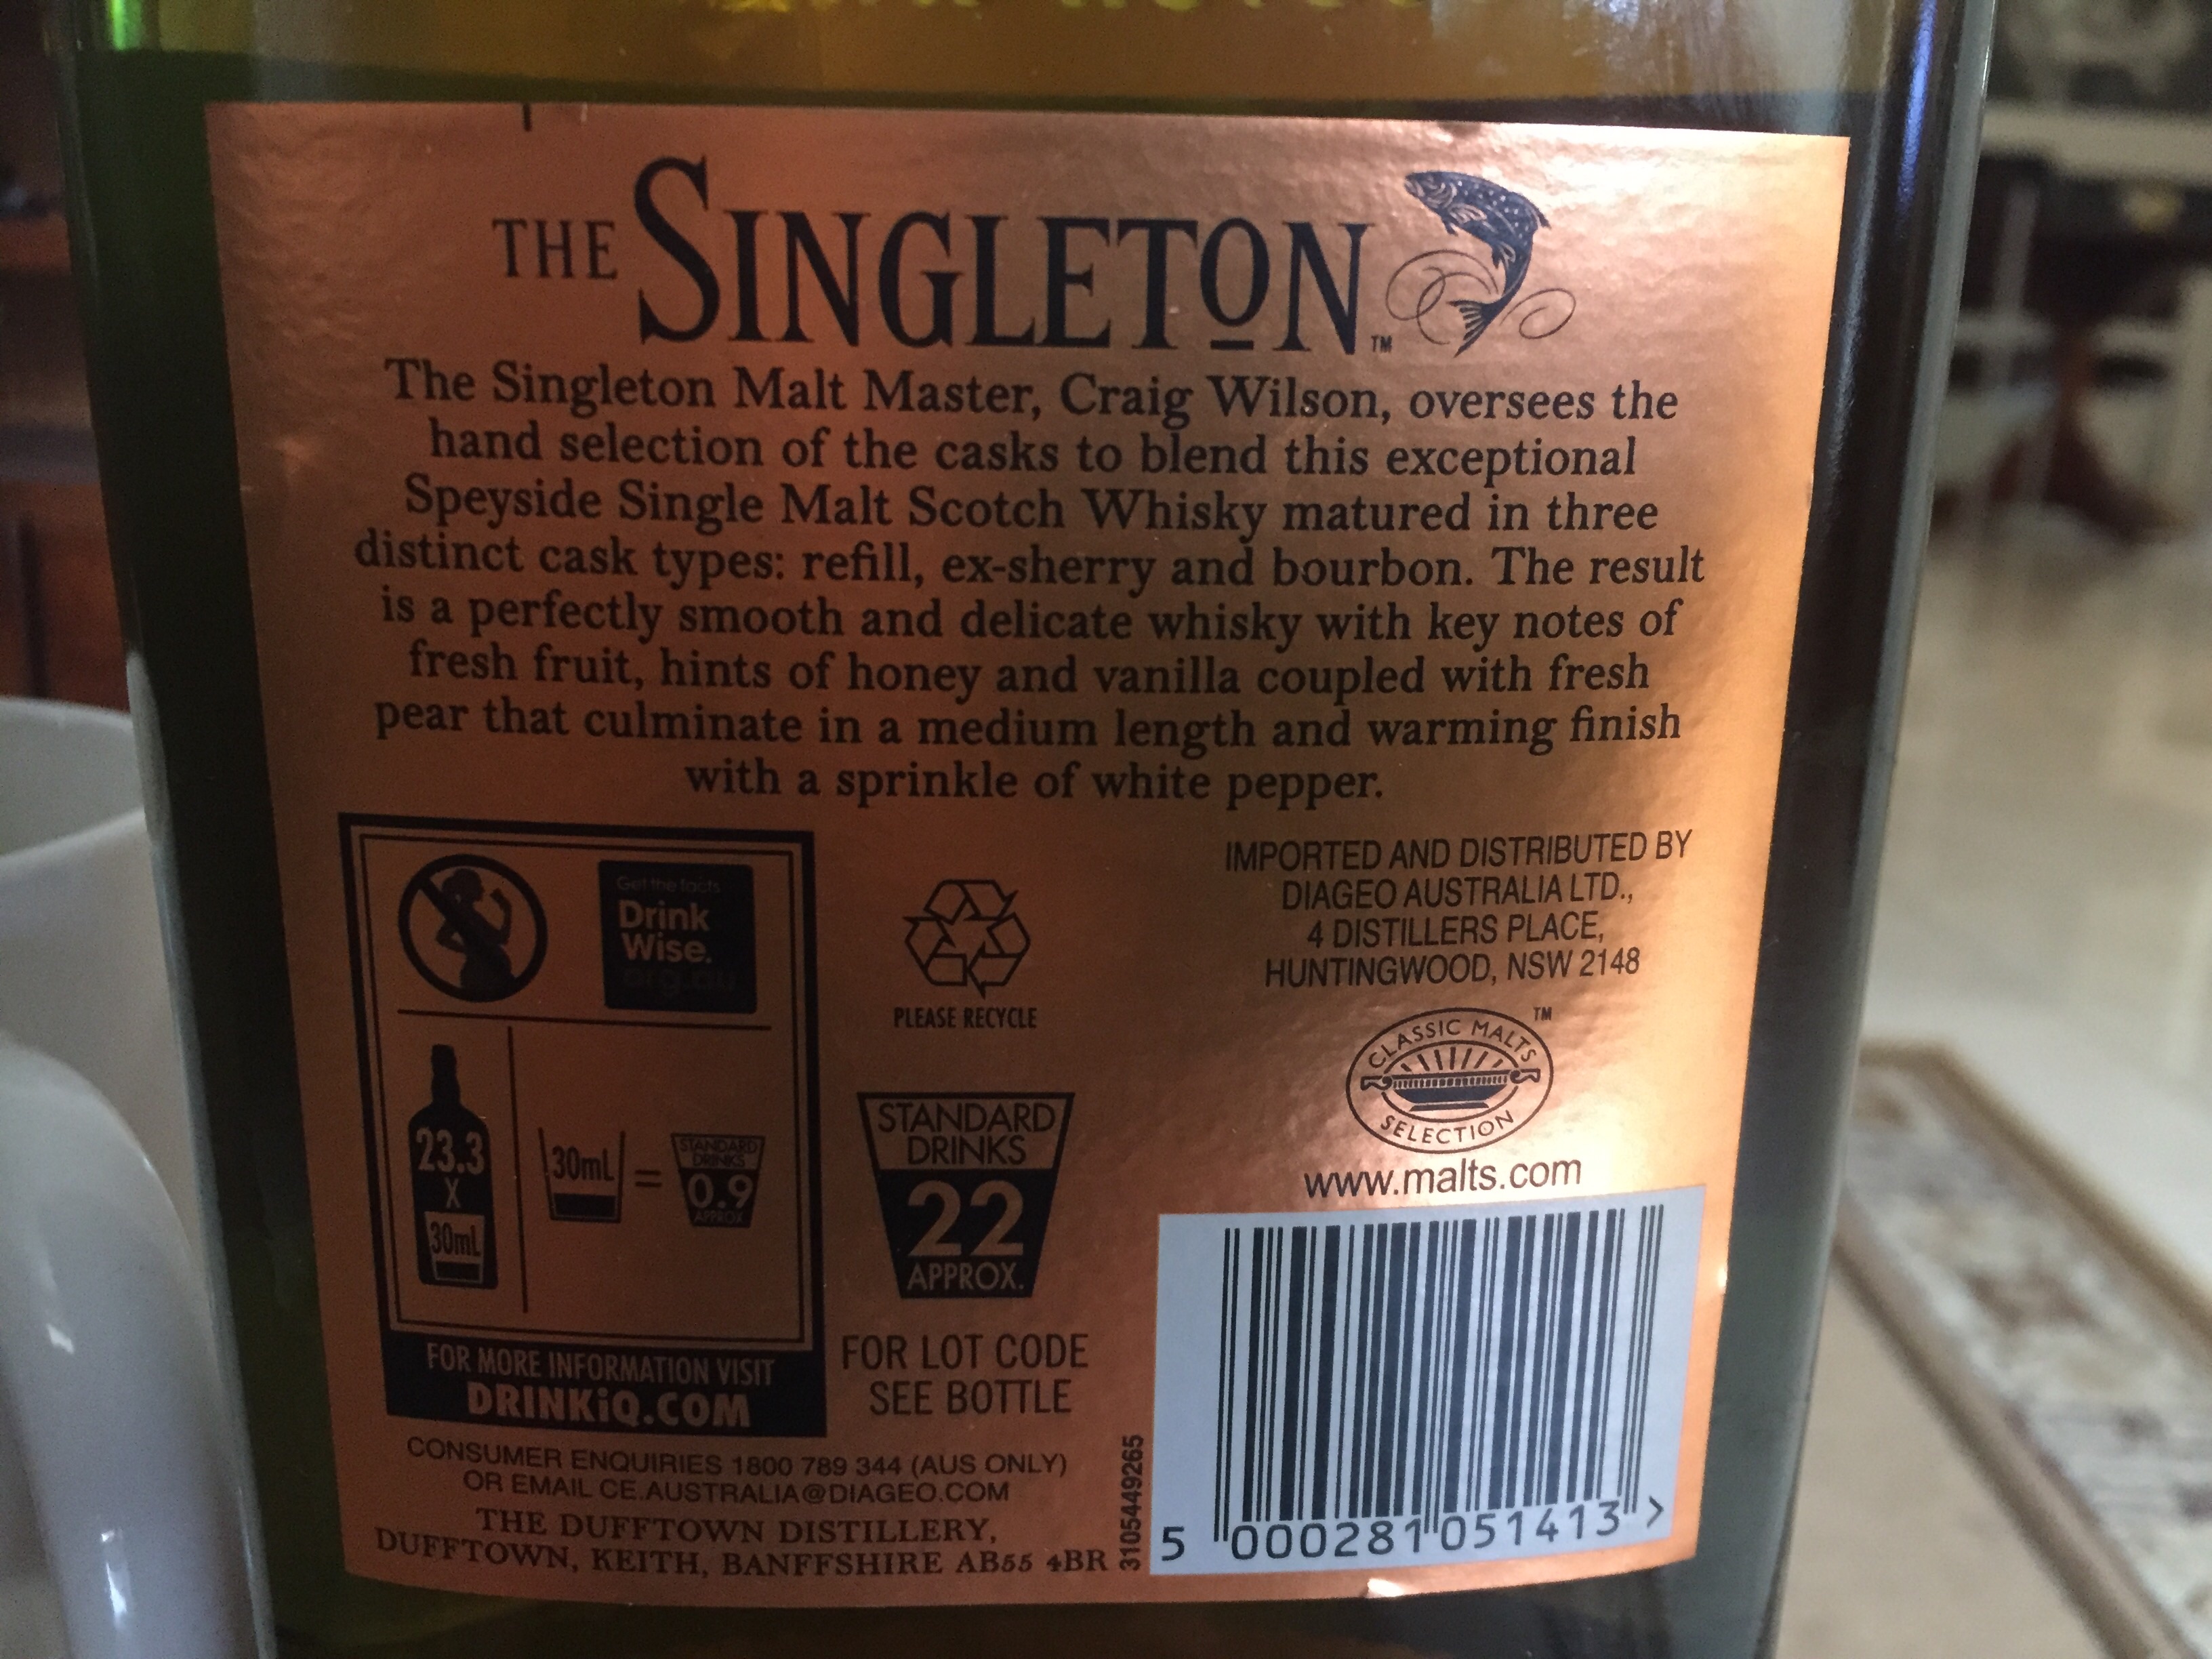 THE SINGLETON TM
The Singleton Malt Master, Craig Wilson, oversees the
hand selection of the casks to blend this exceptional
Speyside Single Malt Scotch Whisky matured in three
distinct cask types: refill, ex-sherry and bourbon. The result
is a perfectly smooth and delicate whisky with key notes of
fresh fruit, hints of honey and vanilla coupled with fresh
pear that culminate in a medium length and warming finish
with a sprinkle of white pepper.
Get the facts
Drink
Wise.
org.au
23.3
X
30mL
30mL =
STANDARD
DRINKS
0.9
APPROX
FOR MORE INFORMATION VISIT
DRINKiQ.COM
PLEASE RECYCLE
STANDARD
DRINKS
22
APPROX.
FOR LOT CODE
SEE BOTTLE
IMPORTED AND DISTRIBUTED BY
DIAGEO AUSTRALIA LTD.,
4 DISTILLERS PLACE,
HUNTINGWOOD, NSW 2148
CLASSIC MALTS TM
SELECTION
www.malts.com
CONSUMER ENQUIRIES 1800 789 344 (AUS ONLY)
OR EMAIL CE.AUSTRALIA@DIAGEO.COM
THE DUFFTOWN DISTILLERY,
DUFFTOWN, KEITH, BANFFSHIRE AB55 4BR
3105449265
5 000281 051413 >